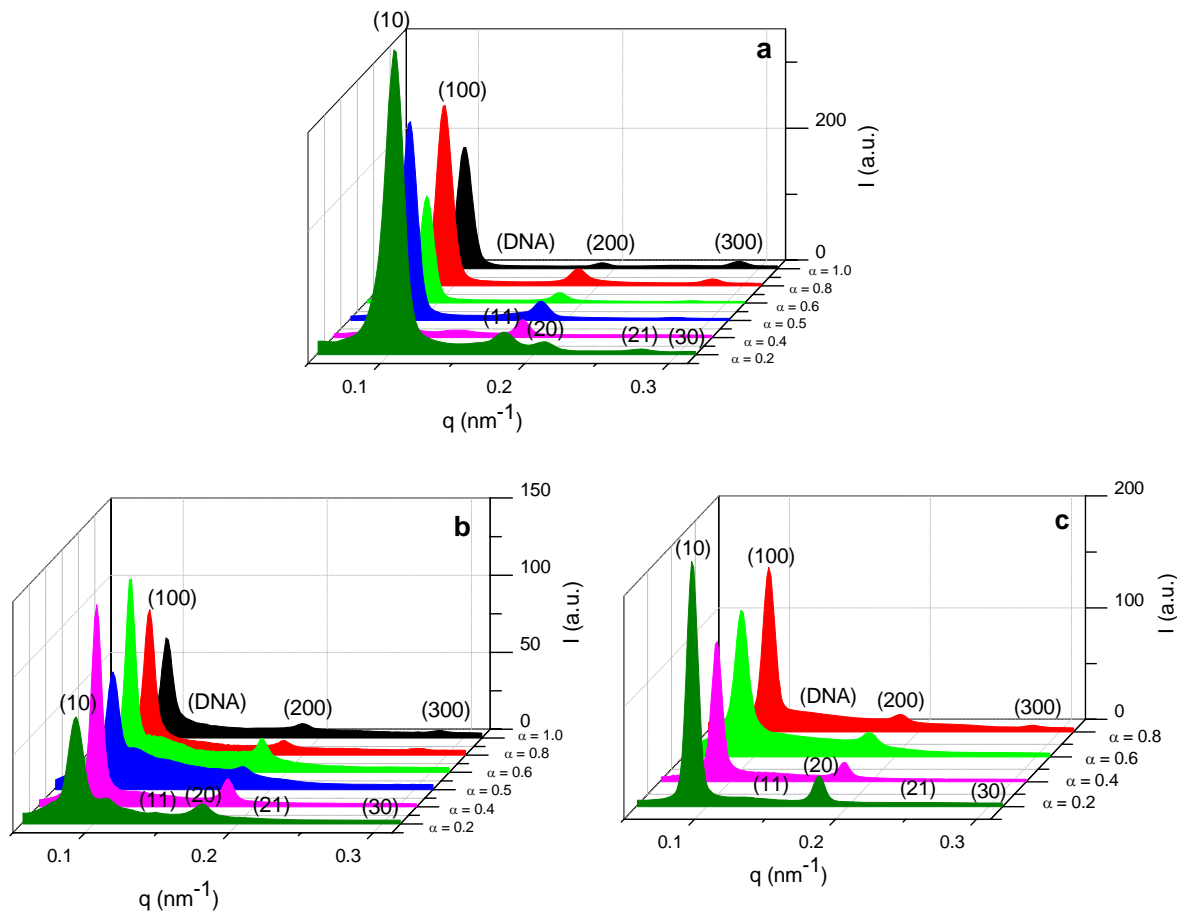 (10)
a
(100)
200
I (a.u.)
(DNA)
(200)
(300)
0
α = 1.0
α = 0.8
α = 0.6
α = 0.5
(11)
(20)
(21)
(30)
α = 0.4
α = 0.2
0.1
0.2
0.3
q (nm-1)
150
b
100
I (a.u.)
(100)
50
(10)
(DNA)
(200)
(300)
0
α = 1.0
α = 0.8
α = 0.6
α = 0.5
α = 0.4
(11)
(20)
(21)
(30)
α = 0.2
0.1
0.2
0.3
q (nm-1)
200
c
(10)
(100)
I (a.u.)
100
(DNA)
(200)
(300)
0
α = 0.8
α = 0.6
(20)
α = 0.4
(11)
(21)
(30)
α = 0.2
0.1
0.2
0.3
q (nm-1)